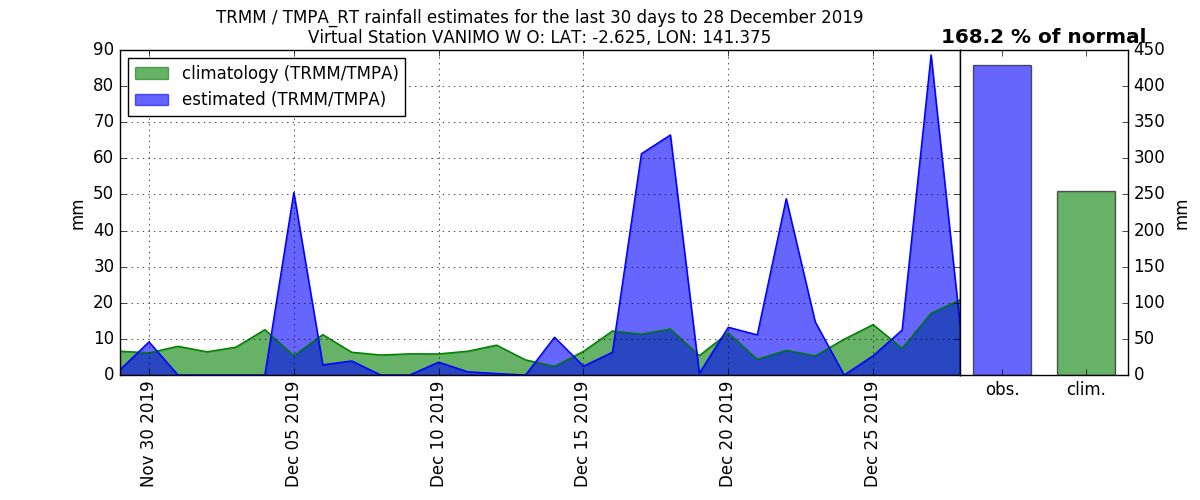 TRMM / TMPA_RT rainfall estimates for the last 30 days to 28 December 2019
Virtual Station VANIMO W O: LAT: -2.625, LON: 141.375
168.2 % of normal
climatology (TRMM/TMPA)
estimated (TRMM/TMPA)
mm
90
80
70
60
50
40
30
20
10
0
Nov 30 2019
Dec 05 2019
Dec 10 2019
Dec 15 2019
Dec 20 2019
Dec 25 2019
450
400
350
300
250
200
150
100
50
0
mm
obs.
clim.